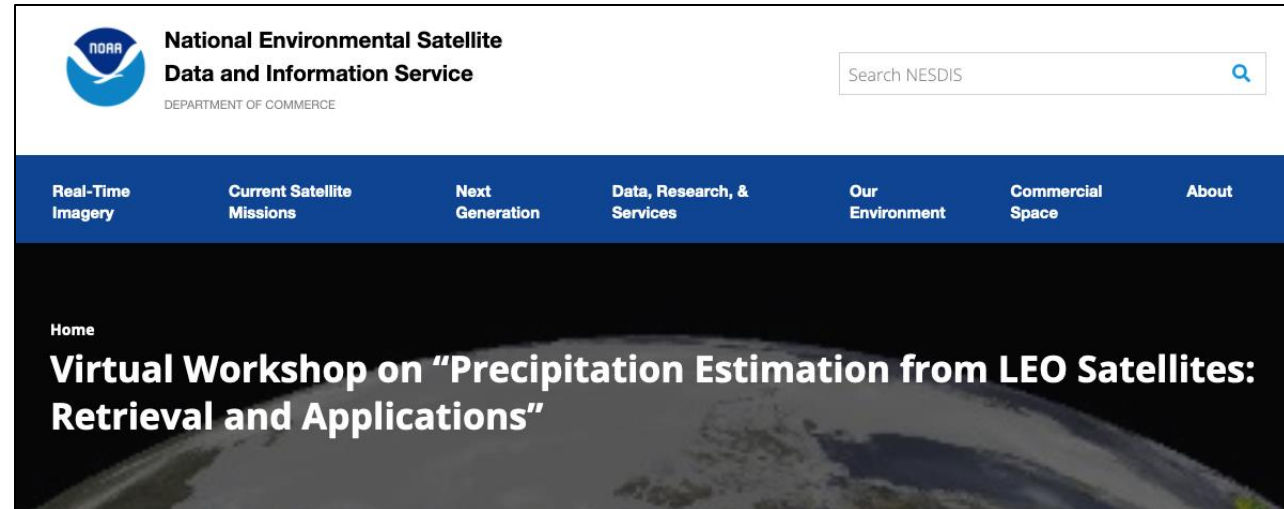 NOAA
National Environmental Satellite
Data and Information Service
DEPARTMENT OF COMMERCE
Search NESDIS
Real-Time
Imagery
Current Satellite
Missions
Next
Generation
Data, Research, &
Services
Our
Environment
Commercial
Space
About
Home
Virtual Workshop on “Precipitation Estimation from LEO Satellites:
Retrieval and Applications”